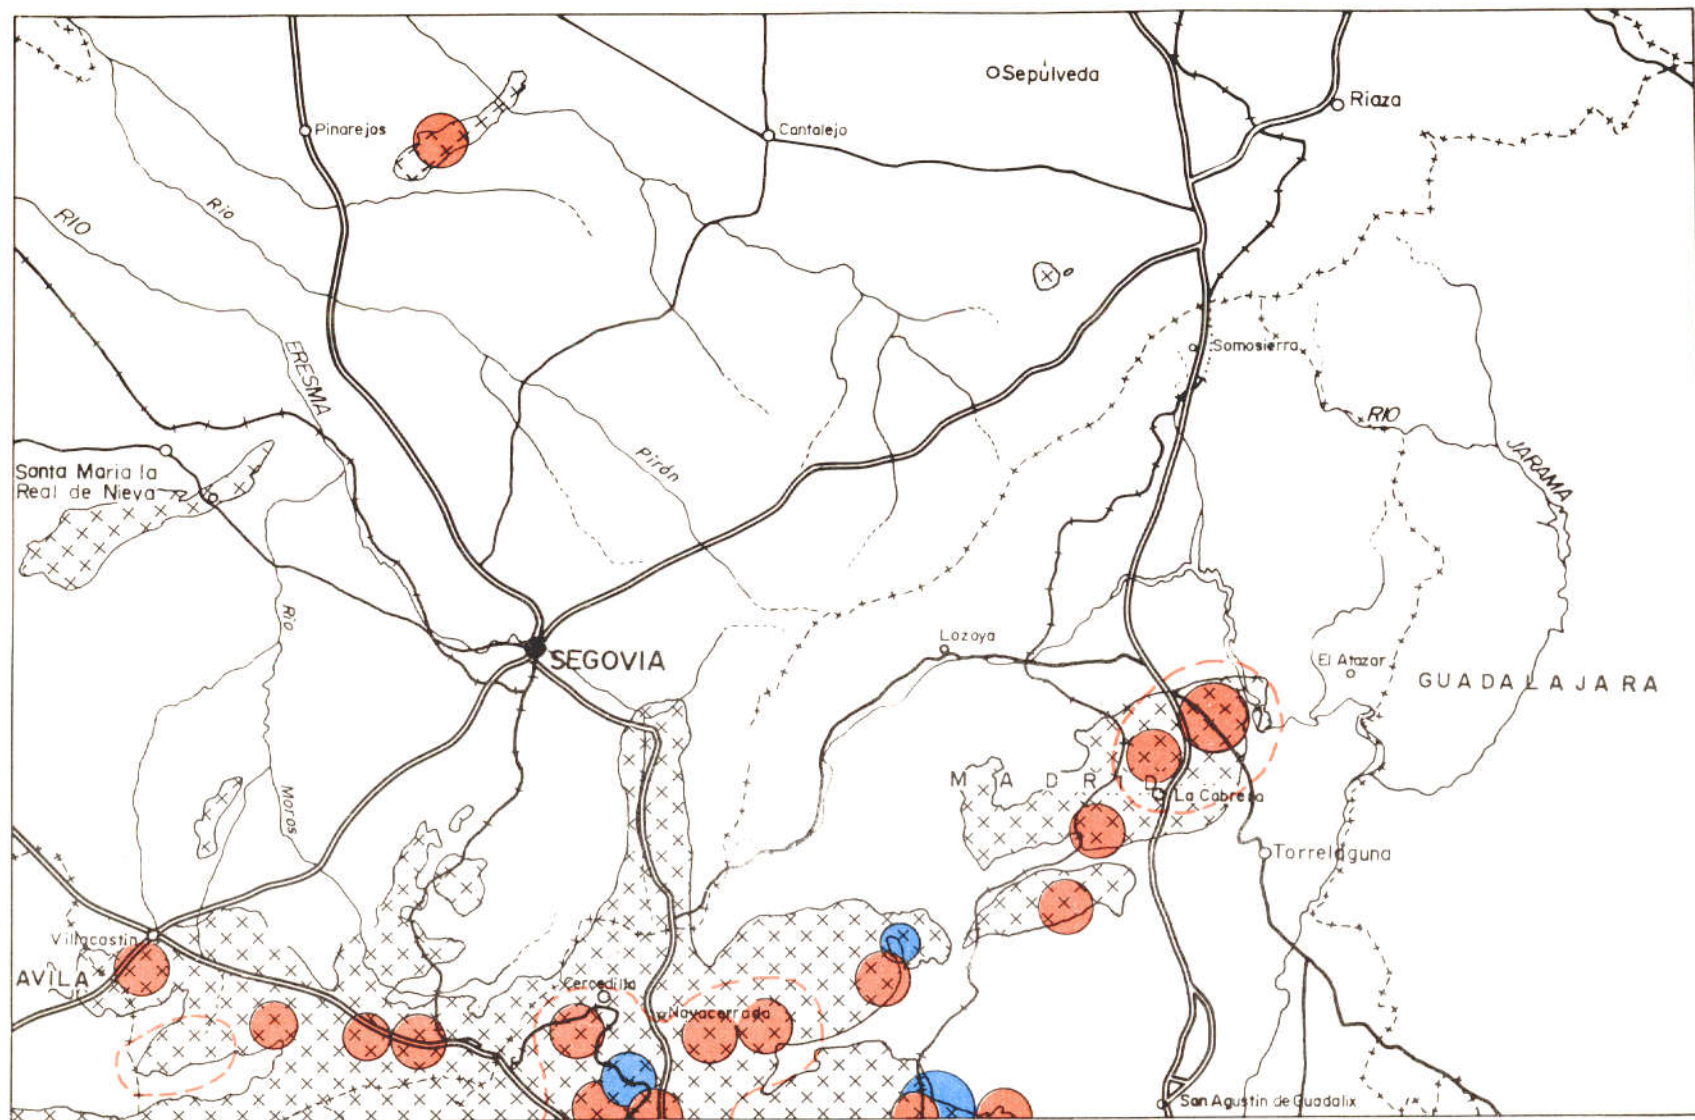 Sepúlveda
Riaza
Pinarejos
Cantalejo
Rio
RIO
ERESMA
Somosierra
RIO
JARAMA
Pirón
Santa Maria la
Real de Nieva
Rio
Moros
SEGOVIA
Lozoya
El Atazar
GUADALAJARA
MADRID
La Cabrera
Torrelaguna
Villacastin
AVILA
Cercedilla
Navacerrada
San Agustin de Guadalix